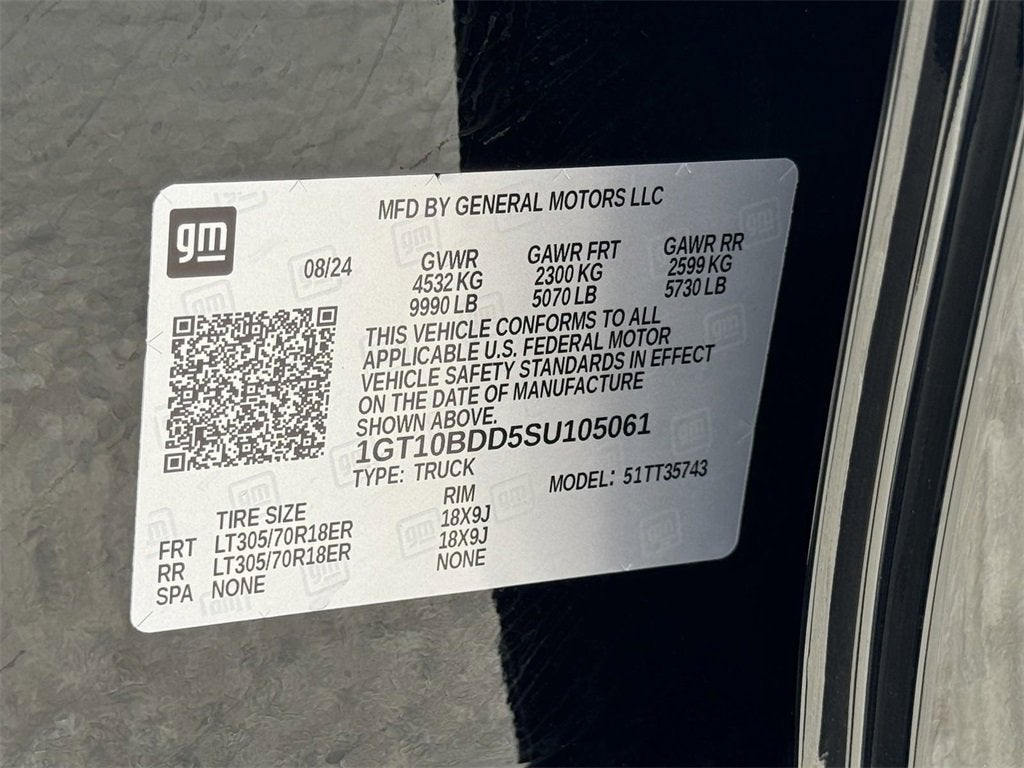 gm
MFD BY GENERAL MOTORS LLC
08/24
GVWR GAWR FRT GAWR RR
4532 KG 2300 KG 2599 KG
9990 LB 5070 LB 5730 LB
THIS VEHICLE CONFORMS TO ALL
APPLICABLE U.S. FEDERAL MOTOR
VEHICLE SAFETY STANDARDS IN EFFECT
ON THE DATE OF MANUFACTURE
SHOWN ABOVE.
1GT10BDD5SU105061
TYPE: TRUCK MODEL: 51TT35743
TIRE SIZE RIM
FRT LT305/70R18ER 18X9J
RR LT305/70R18ER 18X9J
SPA NONE NONE